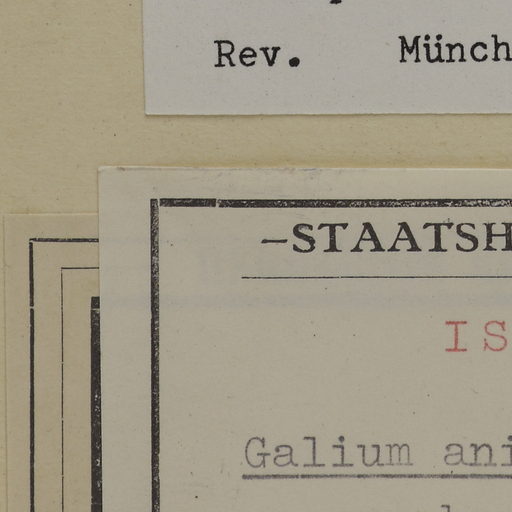 Rev. Münch
–STAATSH
IS
Galium ani